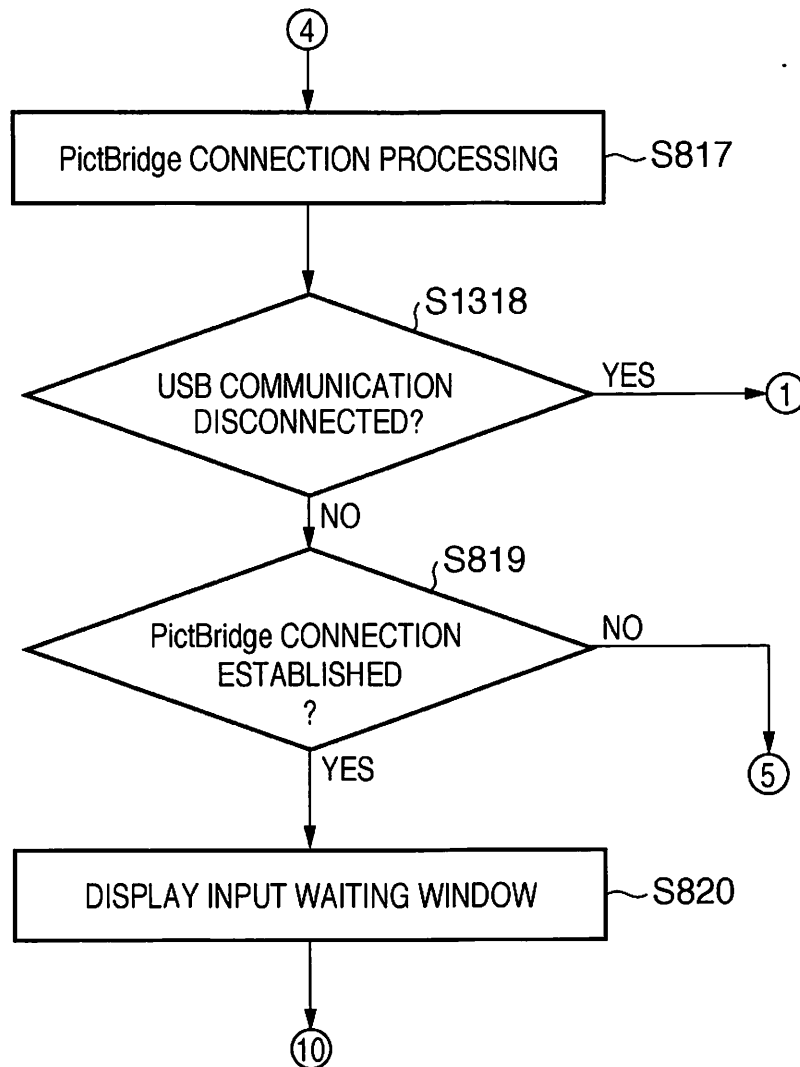 4
PictBridge CONNECTION PROCESSING
S817
S1318
USB COMMUNICATION
DISCONNECTED?
YES
1
NO
S819
PictBridge CONNECTION
ESTABLISHED
?
NO
YES
5
DISPLAY INPUT WAITING WINDOW
S820
10